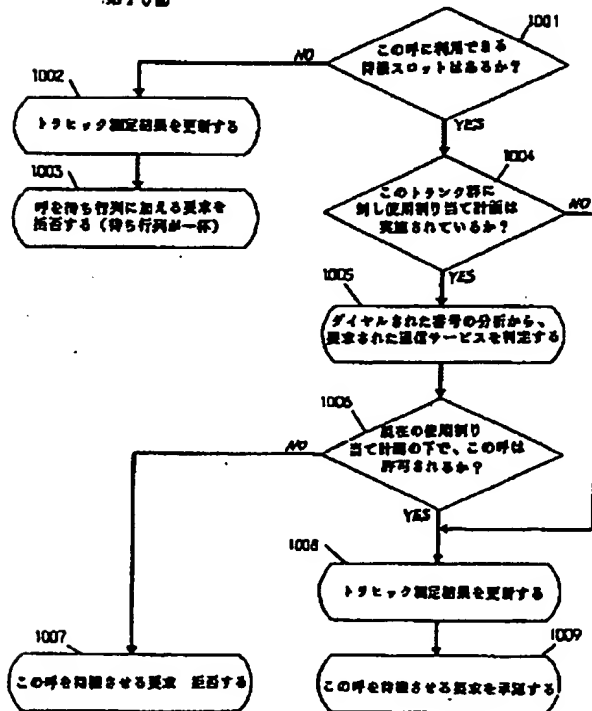 1001
この呼に利用できる
待機スロットはあるか?
NO
1002
トラヒック測定結果を更新する
YES
1003
1004
呼を待ち行列に加える要求を
拒否する(待ち行列が一杯)
このトランク群に
対し使用割り当て計画は
実施されているか?
NO
YES
1005
ダイヤルされた番号の分析から、
要求された通信サービスを判定する
1006
現在の使用割り
当て計画の下で、この呼は
許可されるか?
NO
YES
1008
トラヒック測定結果を更新する
1007
1009
この呼を待機させる要求 拒否する
この呼を待機させる要求を承認する